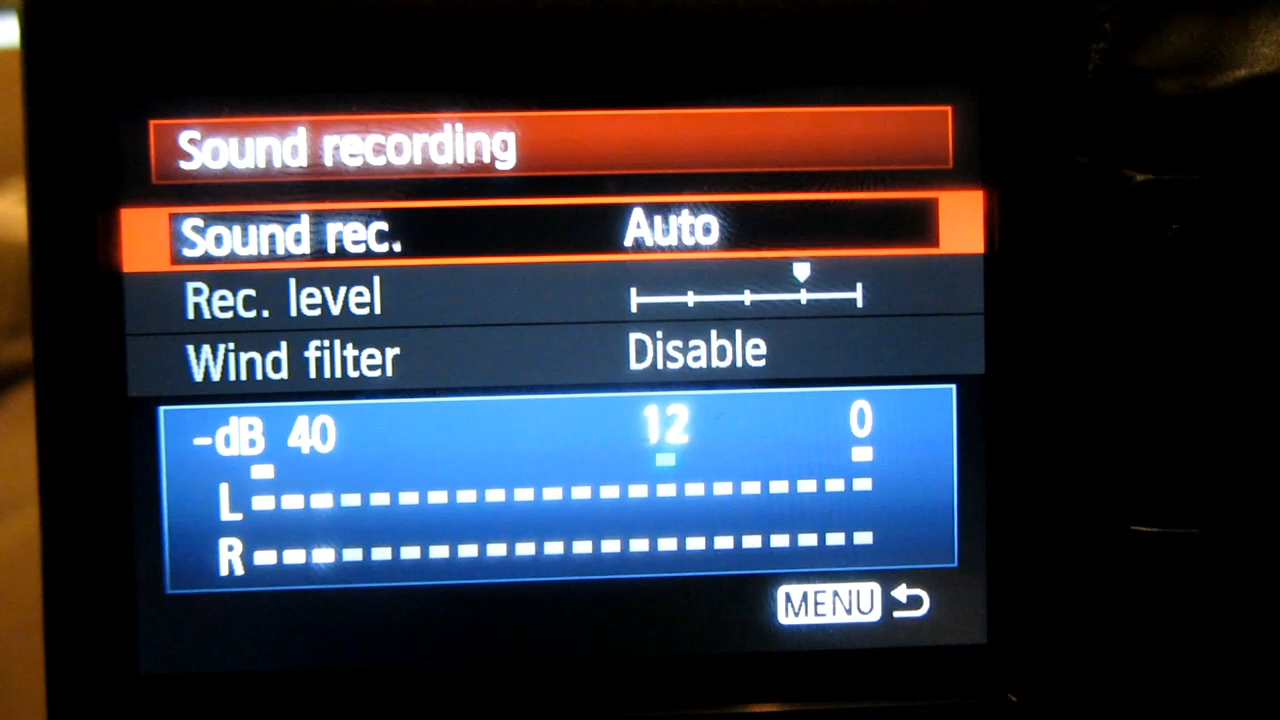 Sound recording
Sound rec. Auto
Rec. level
Wind filter Disable
-dB 40 12 0
L
R
MENU